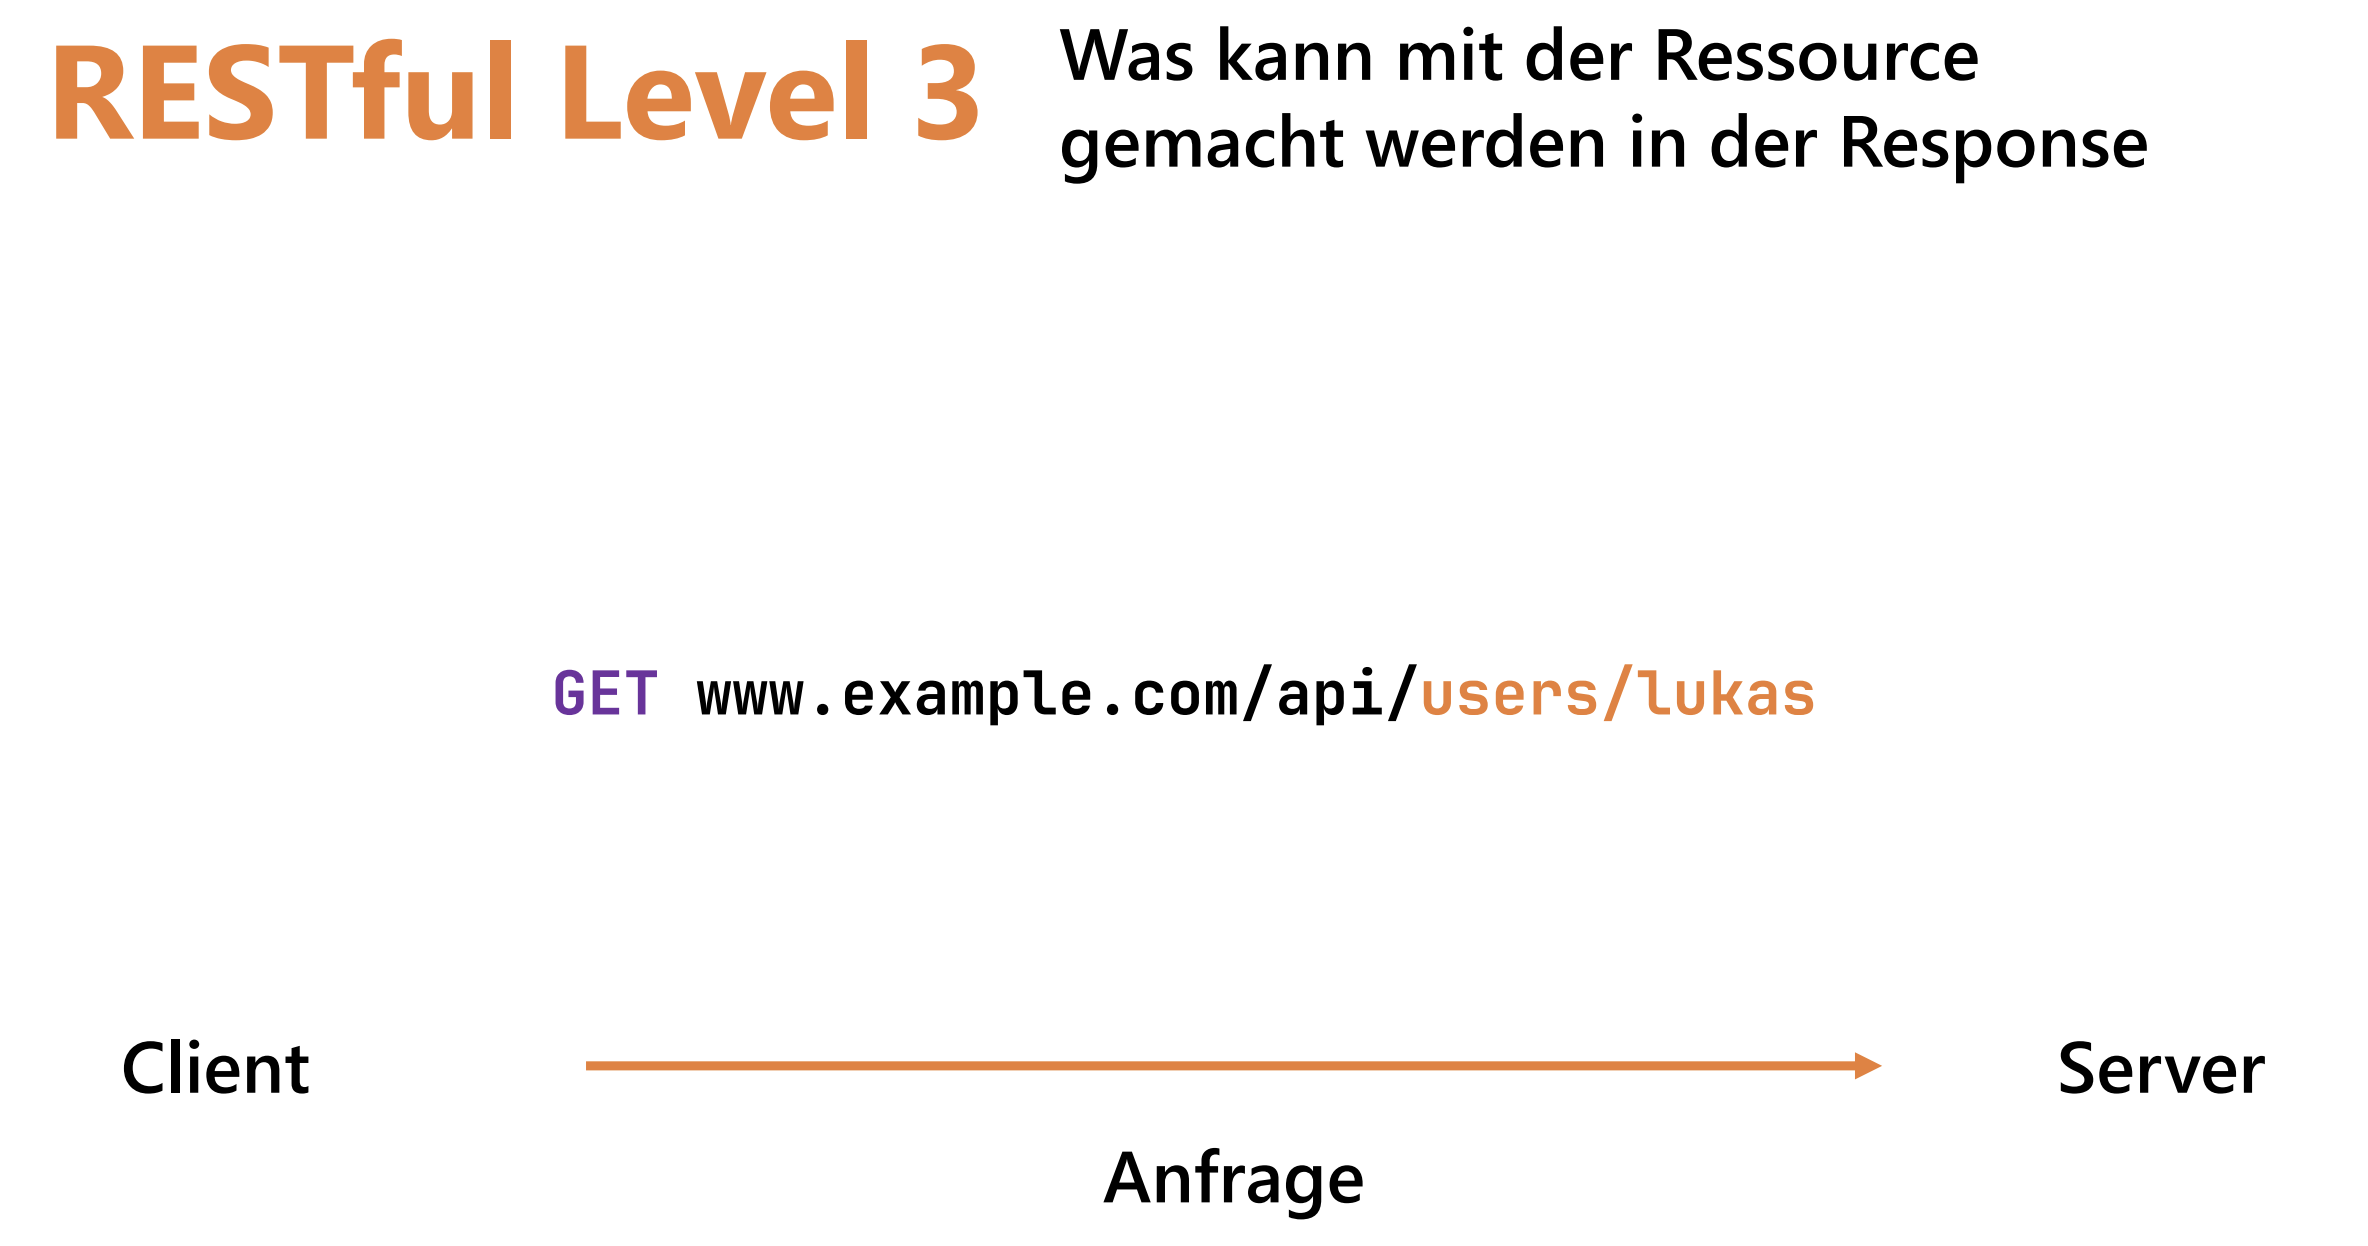 RESTful Level 3
Was kann mit der Ressource
gemacht werden in der Response
GET www.example.com/api/users/lukas
Client
Server
Anfrage